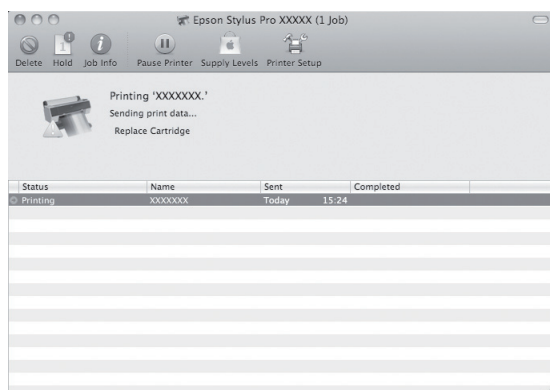 Epson Stylus Pro XXXXX (1 Job)
1
Delete Hold Job Info Pause Printer Supply Levels Printer Setup
Printing ‘XXXXXXX.’
Sending print data...
Replace Cartridge
Status Name Sent Completed
Printing XXXXXXX Today 15:24